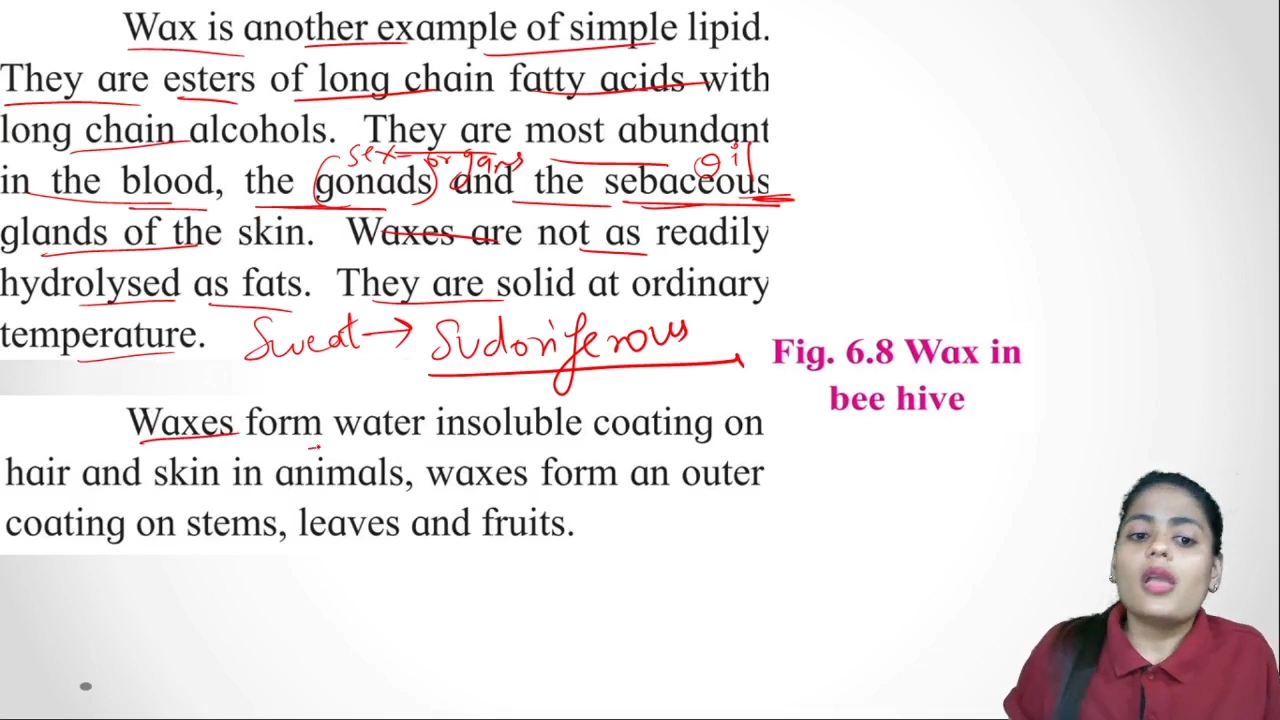 Wax is another example of simple lipid.
They are esters of long chain fatty acids with
long chain alcohols. They are most abundant
sex organs oil
in the blood, the (gonads) and the sebaceous
glands of the skin. Waxes are not as readily
hydrolysed as fats. They are solid at ordinary
temperature. Sweat → Sudoriferous
Fig. 6.8 Wax in
bee hive
Waxes form water insoluble coating on
hair and skin in animals, waxes form an outer
coating on stems, leaves and fruits.